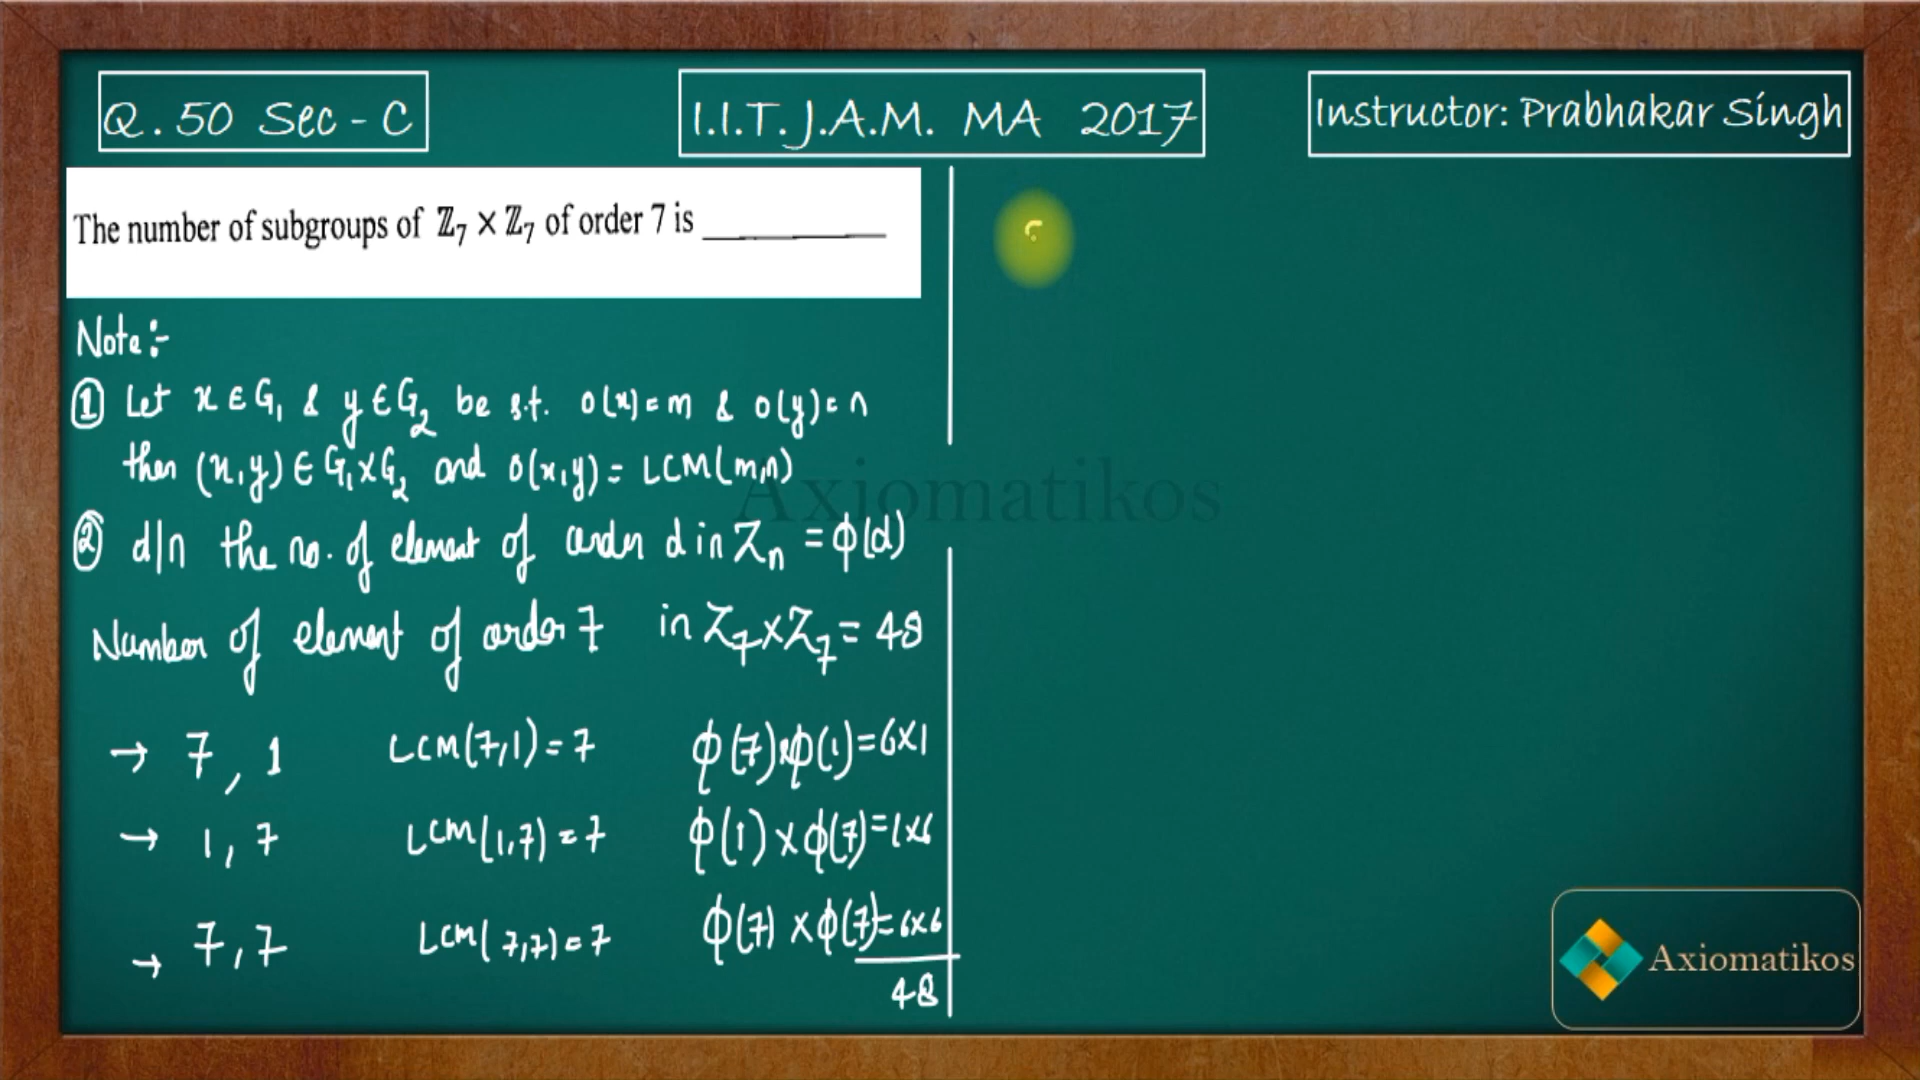 Q. 50 Sec - C
I.I.T. J.A.M. MA 2017
Instructor: Prabhakar Singh
The number of subgroups of ℤ₇ × ℤ₇ of order 7 is ________
Note :-
① Let x ∈ G₁ & y ∈ G₂ be s.t. o(x) = m & o(y) = n
then (x,y) ∈ G₁×G₂ and o(x,y) = LCM(m,n)
② d|n the no. of element of order d in Zₙ = ϕ(d)
Number of element of order 7 in Z₇×Z₇ = 48
→ 7, 1 LCM(7,1) = 7 ϕ(7)×ϕ(1) = 6×1
→ 1, 7 LCM(1,7) = 7 ϕ(1)×ϕ(7) = 1×6
→ 7, 7 LCM(7,7) = 7 ϕ(7)×ϕ(7) = 6×6
48
Axiomatikos
Axiomatikos